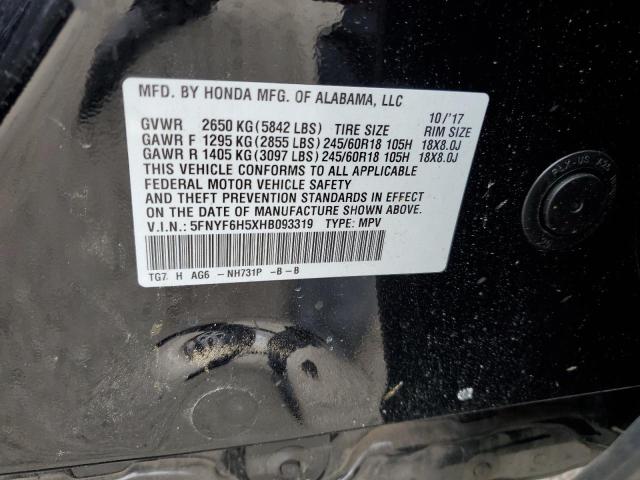 MFD. BY HONDA MFG. OF ALABAMA, LLC 10/'17
GVWR 2650 KG (5842 LBS) TIRE SIZE RIM SIZE
GAWR F 1295 KG (2855 LBS) 245/60R18 105H 18X8.0J
GAWR R 1405 KG (3097 LBS) 245/60R18 105H 18X8.0J
THIS VEHICLE CONFORMS TO ALL APPLICABLE
FEDERAL MOTOR VEHICLE SAFETY
AND THEFT PREVENTION STANDARDS IN EFFECT
ON THE DATE OF MANUFACTURE SHOWN ABOVE.
V.I.N.: 5FNYF6H5XHB093319 TYPE: MPV
TG7 H AG6 -NH731P -B-B